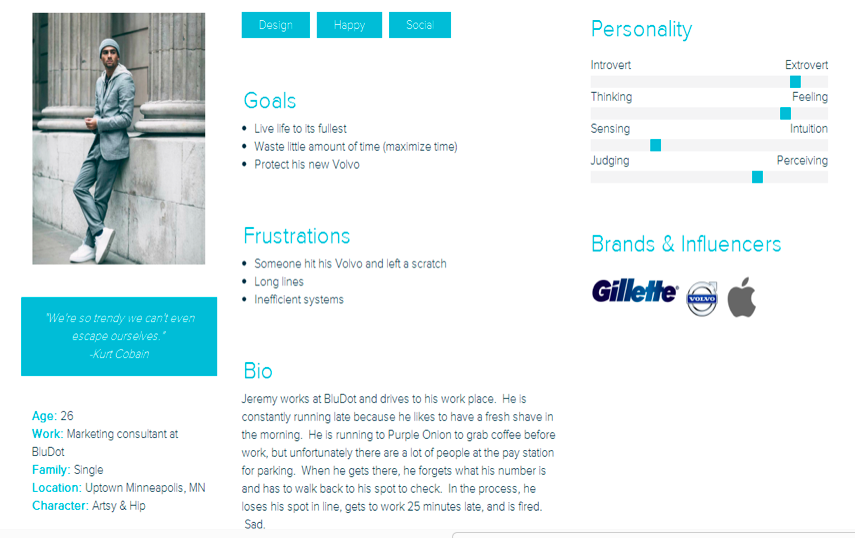 Design Happy Social
Goals
Live life to its fullest
Waste little amount of time (maximize time)
Protect his new Volvo
Frustrations
Someone hit his Volvo and left a scratch
Long lines
Inefficient systems
Bio
Jeremy works at BluDot and drives to his work place. He is
constantly running late because he likes to have a fresh shave in
the morning. He is running to Purple Onion to grab coffee before
work, but unfortunately there are a lot of people at the pay station
for parking. When he gets there, he forgets what his number is
and has to walk back to his spot to check. In the process, he
loses his spot in line, gets to work 25 minutes late, and is fired.
Sad.
"We're so trendy we can't even
escape ourselves."
-Kurt Cobain
Age: 26
Work: Marketing consultant at
BluDot
Family: Single
Location: Uptown Minneapolis, MN
Character: Artsy & Hip
Personality
Introvert Extrovert
Thinking Feeling
Sensing Intuition
Judging Perceiving
Brands & Influencers
Gillette
VOLVO